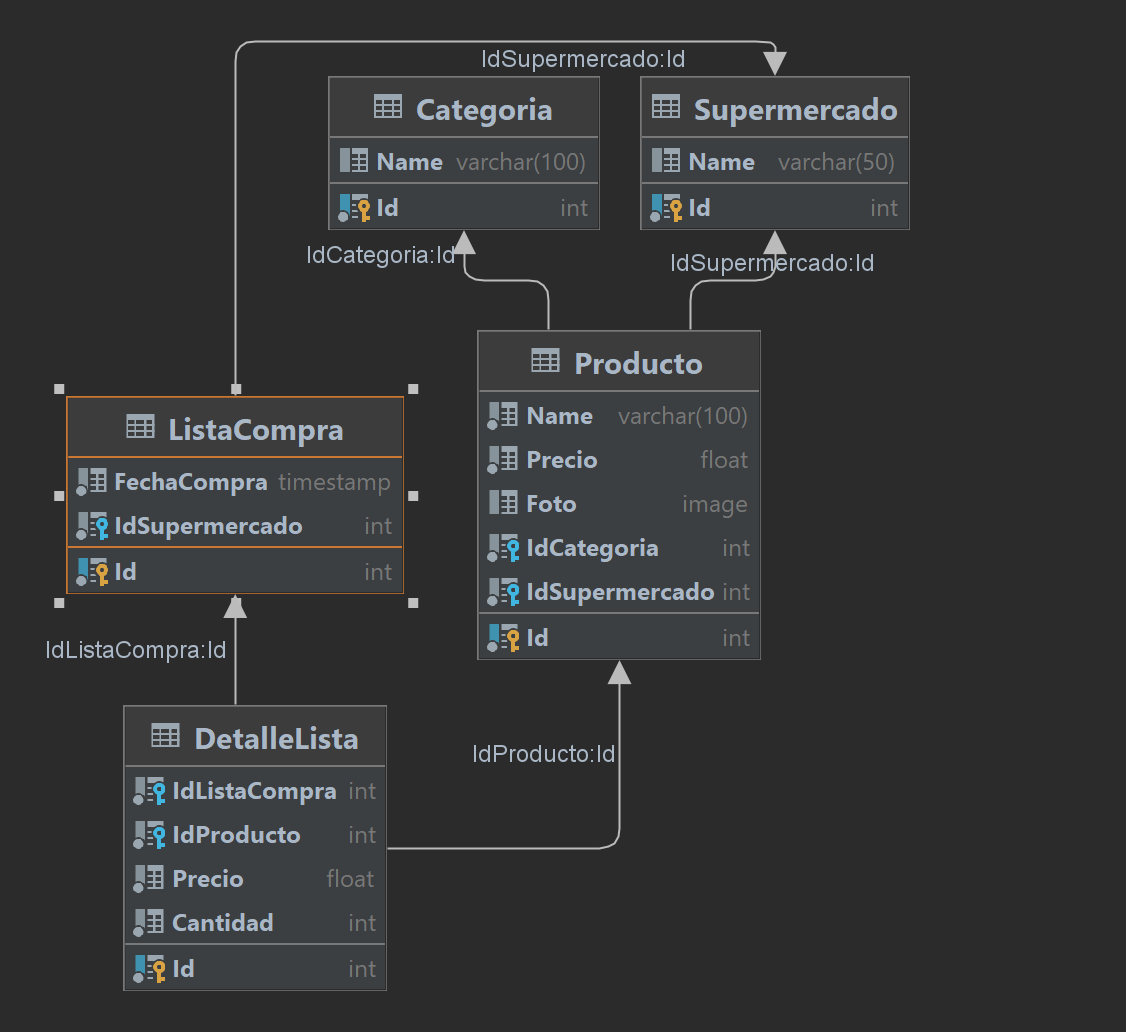 IdSupermercado:Id
Categoria
Name varchar(100)
Id int
Supermercado
Name varchar(50)
Id int
IdCategoria:Id
IdSupermercado:Id
Producto
Name varchar(100)
Precio float
Foto image
IdCategoria int
IdSupermercado int
Id int
ListaCompra
FechaCompra timestamp
IdSupermercado int
Id int
IdListaCompra:Id
IdProducto:Id
DetalleLista
IdListaCompra int
IdProducto int
Precio float
Cantidad int
Id int